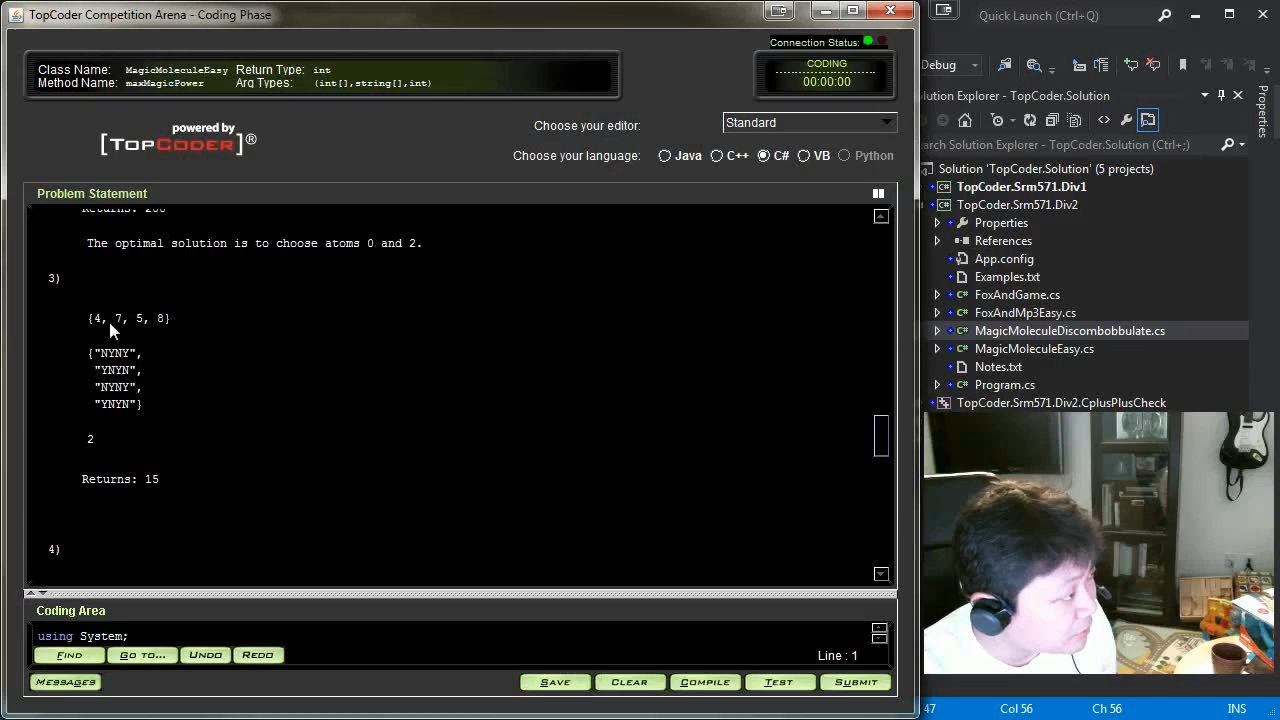 TopCoder Competition Arena - Coding Phase
Class Name: MagicMoleculeEasy Return Type: int
Method Name: maxMagicPower Arg Types: (int[],string[],int)
Connection Status:
CODING
00:00:00
powered by
[TOPCODER]®
Choose your editor: Standard
Choose your language: Java C++ C# VB Python
Problem Statement
Returns: 200
The optimal solution is to choose atoms 0 and 2.
3)
{4, 7, 5, 8}
{"NYNY",
"YNYN",
"NYNY",
"YNYN"}
2
Returns: 15
4)
Coding Area
using System;
FIND GO TO... UNDO REDO
Line : 1
MESSAGES SAVE CLEAR COMPILE TEST SUBMIT
Quick Launch (Ctrl+Q)
Debug
lution Explorer - TopCoder.Solution
Properties
earch Solution Explorer - TopCoder.Solution (Ctrl+;)
Solution 'TopCoder.Solution' (5 projects)
TopCoder.Srm571.Div1
TopCoder.Srm571.Div2
Properties
References
App.config
Examples.txt
FoxAndGame.cs
FoxAndMp3Easy.cs
MagicMoleculeDiscombobbulate.cs
MagicMoleculeEasy.cs
Notes.txt
Program.cs
TopCoder.Srm571.Div2.CplusPlusCheck
47 Col 56 Ch 56 INS